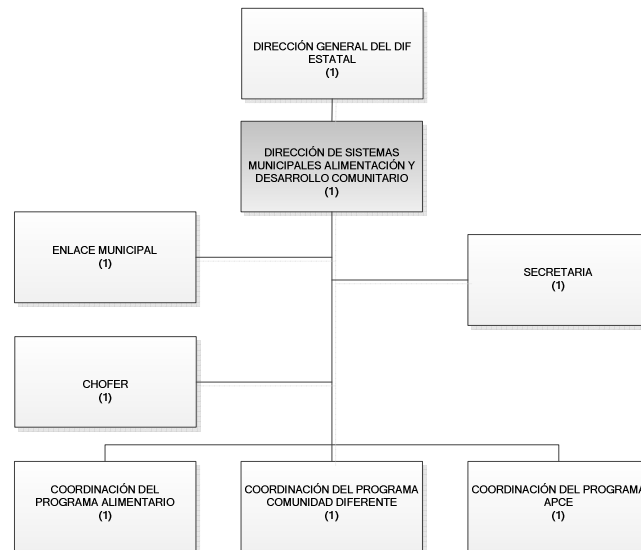 DIRECCIÓN GENERAL DEL DIF
ESTATAL
(1)
DIRECCIÓN DE SISTEMAS
MUNICIPALES ALIMENTACIÓN Y
DESARROLLO COMUNITARIO
(1)
ENLACE MUNICIPAL
(1)
SECRETARIA
(1)
CHOFER
(1)
COORDINACIÓN DEL
PROGRAMA ALIMENTARIO
(1)
COORDINACIÓN DEL PROGRAMA
COMUNIDAD DIFERENTE
(1)
COORDINACIÓN DEL PROGRAMA
APCE
(1)